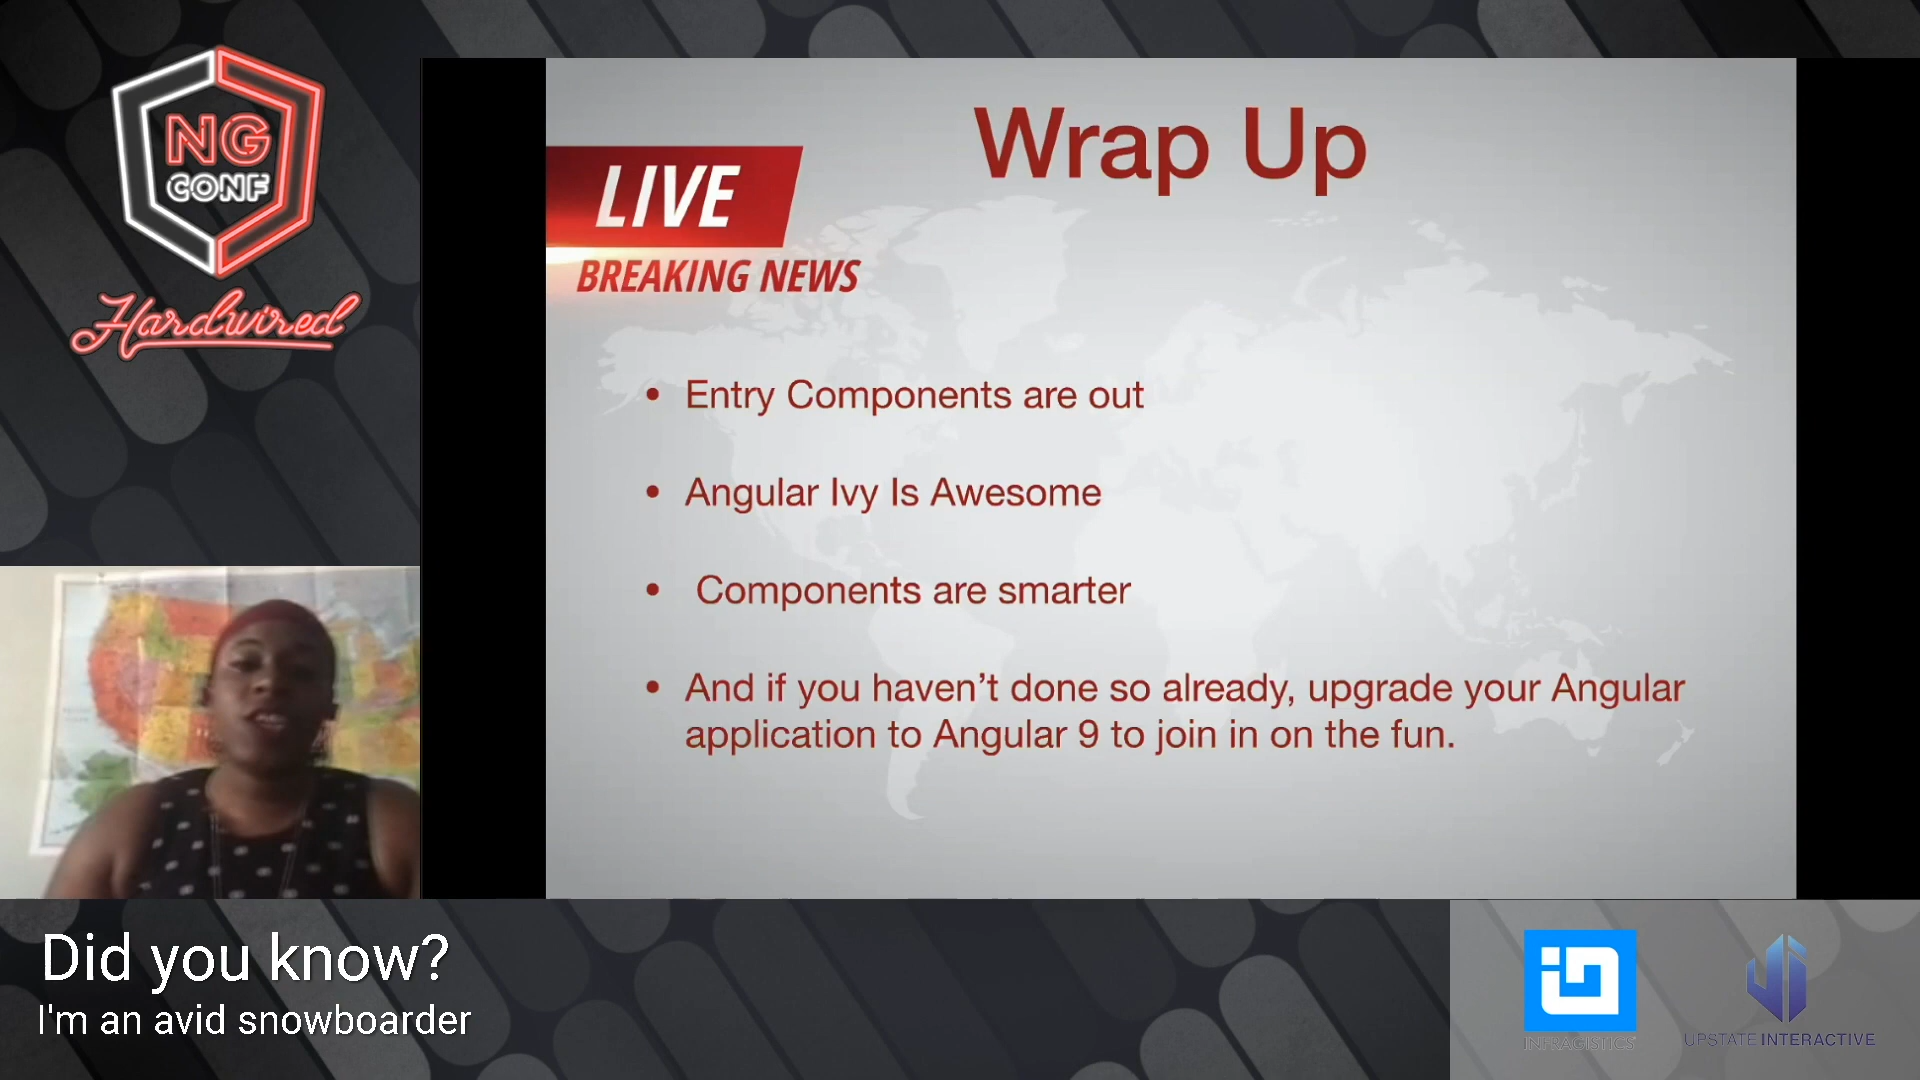 NG
CONF
Hardwired
Wrap Up
LIVE
BREAKING NEWS
• Entry Components are out
• Angular Ivy Is Awesome
• Components are smarter
• And if you haven’t done so already, upgrade your Angular
application to Angular 9 to join in on the fun.
Did you know?
I'm an avid snowboarder
INFRAGISTICS
UPSTATE INTERACTIVE